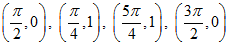 (π/2, 0), (π/4, 1), (5π/4, 1), (3π/2, 0)